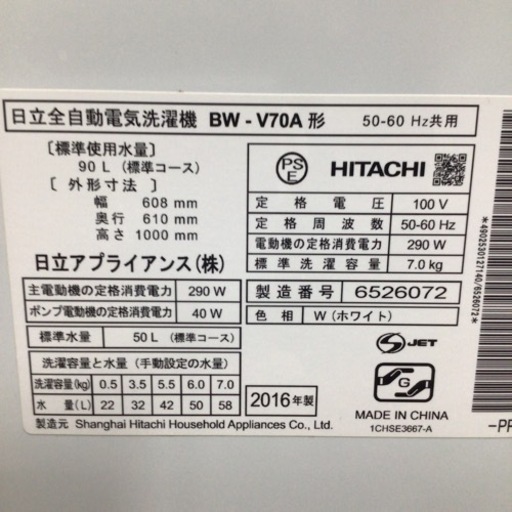 日立全自動電気洗濯機 BW-V70A 形 50-60 Hz共用
〔標準使用水量〕
90 L (標準コース)
〔外形寸法〕
幅 608 mm
奥行 610 mm
高さ 1000 mm
日立アプライアンス(株)
主電動機の定格消費電力 290 W
ポンプ電動機の定格消費電力 40 W
標準水量 50 L (標準コース)
洗濯容量と水量 (手動設定の水量)
洗濯容量(kg) 0.5 3.5 5.5 6.0 7.0
水量(L) 22 32 42 50 58
製造元 Shanghai Hitachi Household Appliances Co., Ltd.
PS
E
HITACHI
定格電圧 100 V
定格周波数 50-60 Hz
電動機の定格消費電力 290 W
標準洗濯容量 7.0 kg
製造番号 6526072
色相 W (ホワイト)
2016年製
S JET
G
MADE IN CHINA
1CHSE3667-A
*4902530127140/6526072*
-PP